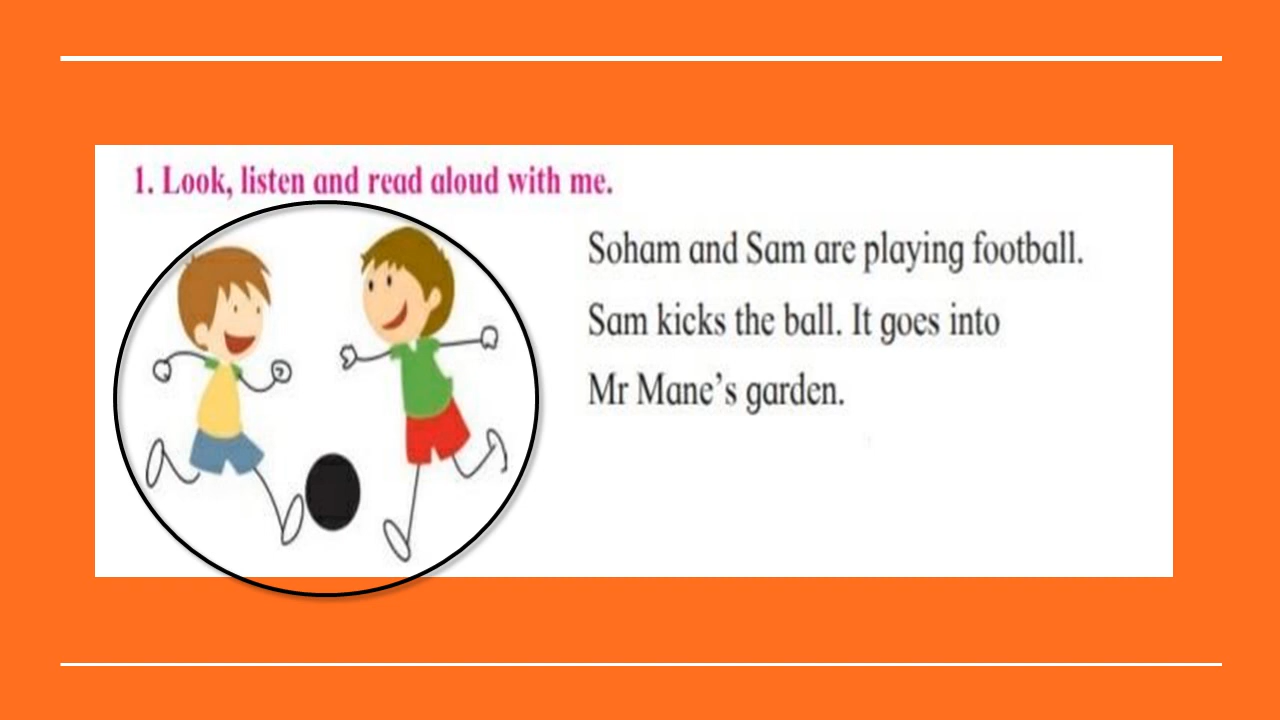 1. Look, listen and read aloud with me.
Soham and Sam are playing football.
Sam kicks the ball. It goes into
Mr Mane’s garden.